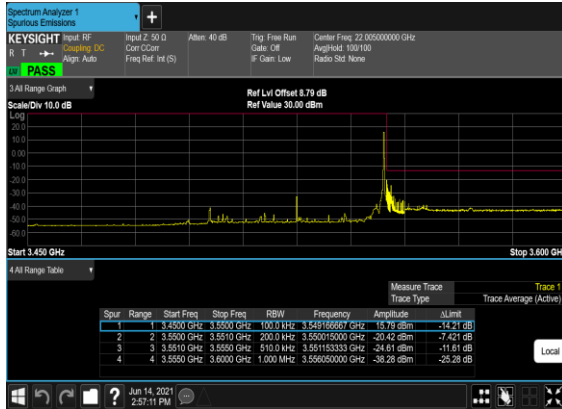 Spectrum Analyzer 1
Spurious Emissions
+
KEYSIGHT Input: RF Input Z: 50 Ω Atten: 40 dB Trig: Free Run Center Freq: 22.005000000 GHz
R T Coupling: DC Corr CCorr Gate: Off Avg|Hold: 100/100
Align: Auto Freq Ref: Int (S) IF Gain: Low Radio Std: None
PASS
3 All Range Graph
Ref Lvl Offset 8.79 dB
Scale/Div 10.0 dB Ref Value 30.00 dBm
Log
20.0
10.0
0.00
-10.0
-20.0
-30.0
-40.0
-50.0
-60.0
Start 3.450 GHz Stop 3.600 GH
4 All Range Table
Measure Trace Trace 1
Trace Type Trace Average (Active)
Spur Range Start Freq Stop Freq RBW Frequency Amplitude ΔLimit
1 1 3.4500 GHz 3.5500 GHz 100.0 kHz 3.549166667 GHz 15.79 dBm -14.21 dB
2 2 3.5500 GHz 3.5510 GHz 200.0 kHz 3.550015000 GHz -20.42 dBm -7.421 dB
3 3 3.5510 GHz 3.5550 GHz 510.0 kHz 3.551153333 GHz -24.61 dBm -11.61 dB
4 4 3.5550 GHz 3.6000 GHz 1.000 MHz 3.556050000 GHz -38.28 dBm -25.28 dB
Local
?
Jun 14, 2021
2:57:11 PM